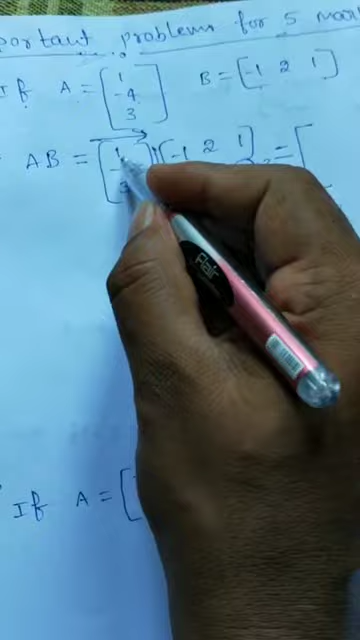 portant problems for 5 mar
If A = [1 -4 3] B = [-1 2 1]
AB = [1 3] [-1 2 1] = [
Flair
If A = [